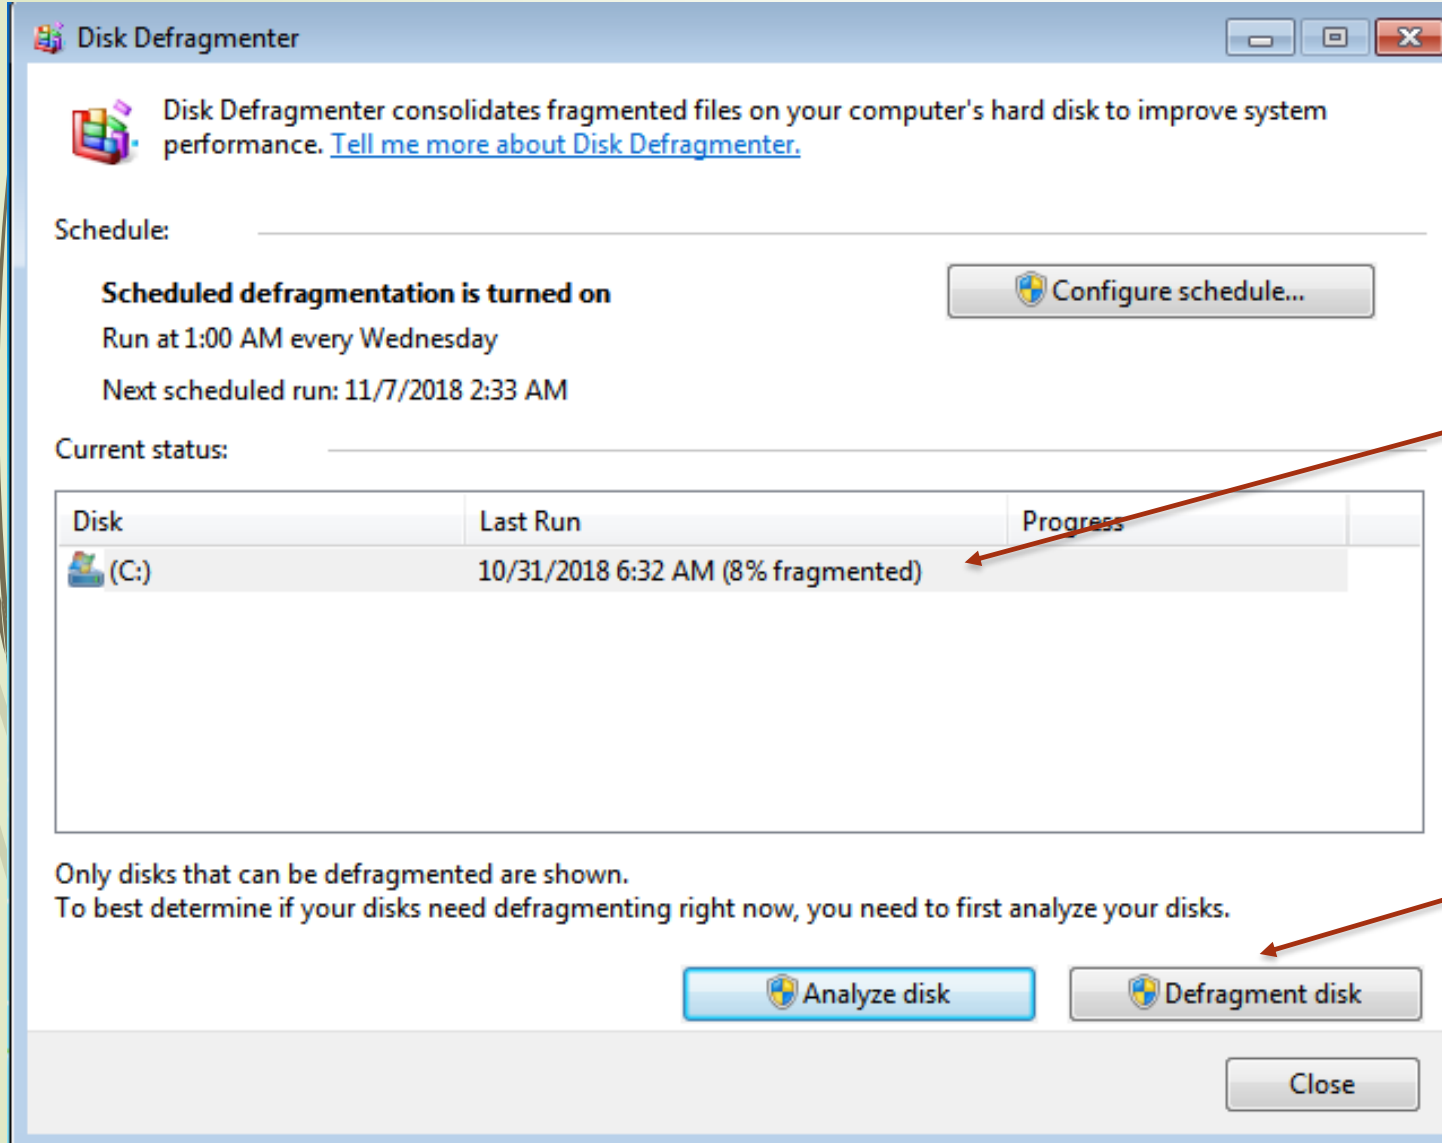 Disk Defragmenter
Disk Defragmenter consolidates fragmented files on your computer's hard disk to improve system
performance. Tell me more about Disk Defragmenter.
Schedule:
Scheduled defragmentation is turned on
Configure schedule...
Run at 1:00 AM every Wednesday
Next scheduled run: 11/7/2018 2:33 AM
Current status:
Disk Last Run Progress
(C:) 10/31/2018 6:32 AM (8% fragmented)
Only disks that can be defragmented are shown.
To best determine if your disks need defragmenting right now, you need to first analyze your disks.
Analyze disk Defragment disk
Close